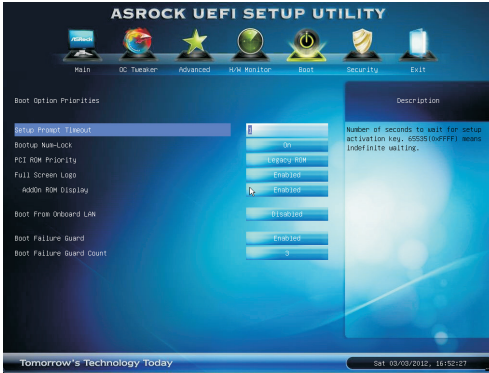 ASROCK UEFI SETUP UTILITY
ASRock
Main OC Tweaker Advanced H/W Monitor Boot Security Exit
Boot Option Priorities
Description
Setup Prompt Timeout 1
Number of seconds to wait for setup
activation key. 65535(0xFFFF) means
indefinite waiting.
Bootup Num-Lock On
PCI ROM Priority Legacy ROM
Full Screen Logo Enabled
AddOn ROM Display Enabled
Boot From Onboard LAN Disabled
Boot Failure Guard Enabled
Boot Failure Guard Count 3
Tomorrow's Technology Today
Sat 03/03/2012, 16:52:27